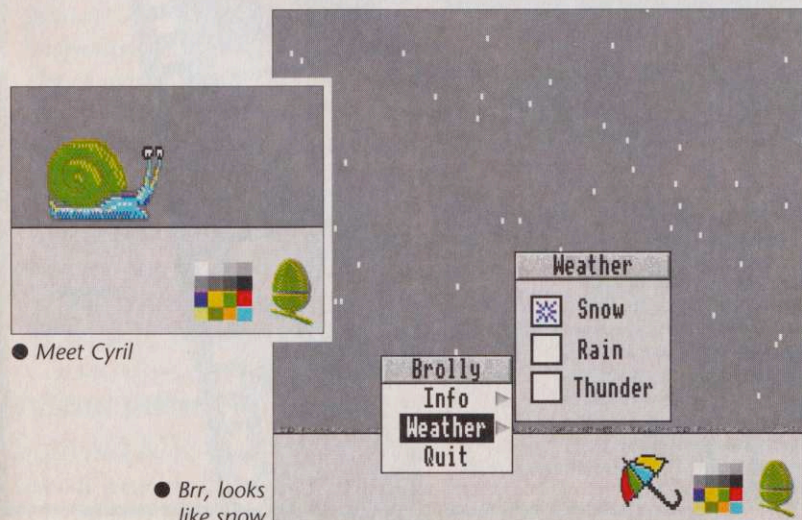 ● Meet Cyril
Weather
Snow
Rain
Thunder
Brolly
Info
Weather
Quit
● Brr, looks
like snow